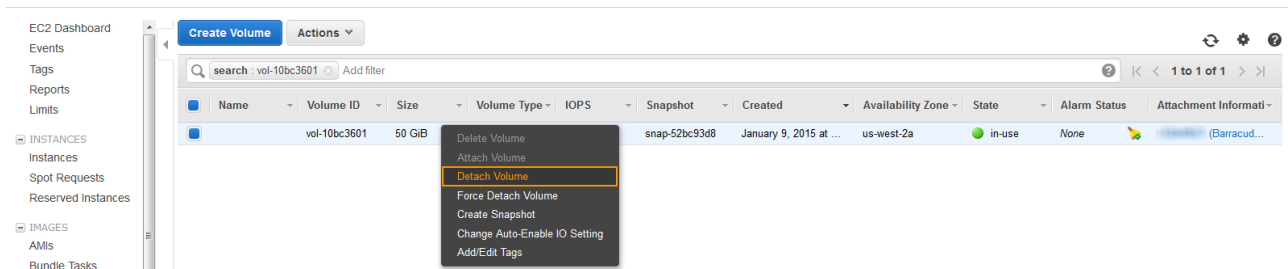 EC2 Dashboard
Events
Tags
Reports
Limits
INSTANCES
Instances
Spot Requests
Reserved Instances
IMAGES
AMIs
Bundle Tasks
Create Volume Actions
search : vol-10bc3601 Add filter 1 to 1 of 1
Name Volume ID Size Volume Type IOPS Snapshot Created Availability Zone State Alarm Status Attachment Informati
vol-10bc3601 50 GiB snap-52bc93d8 January 9, 2015 at ... us-west-2a in-use None (Barracud...
Delete Volume
Attach Volume
Detach Volume
Force Detach Volume
Create Snapshot
Change Auto-Enable IO Setting
Add/Edit Tags